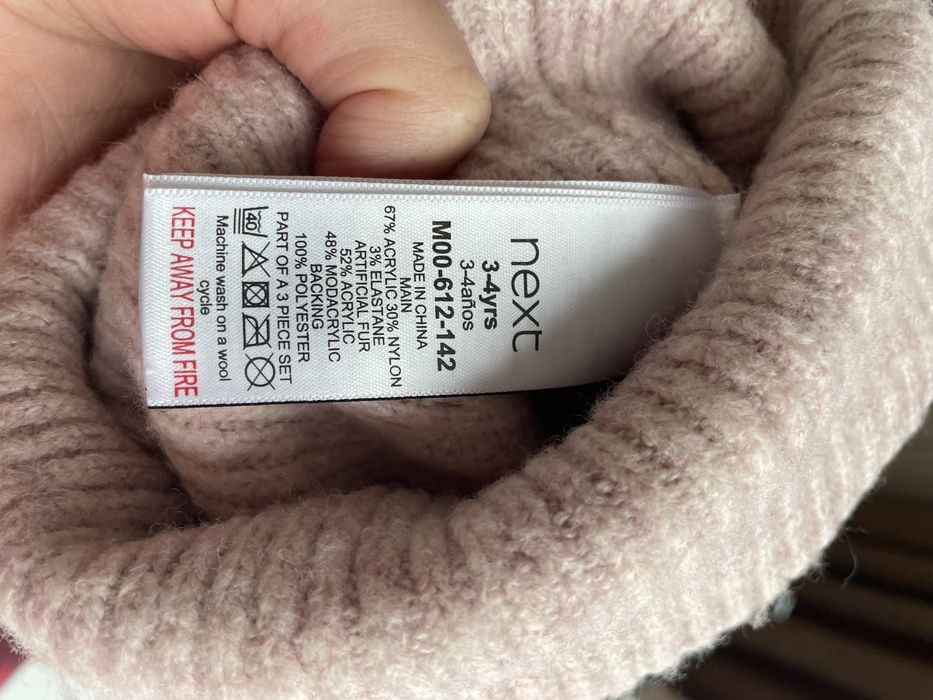 next
3-4yrs
3-4años
M00-612-142
MADE IN CHINA
MAIN
67% ACRYLIC 30% NYLON
3% ELASTANE
ARTIFICIAL FUR
52% ACRYLIC
48% MODACRYLIC
BACKING
100% POLYESTER
PART OF A 3 PIECE SET
40
Machine wash on a wool
cycle
KEEP AWAY FROM FIRE